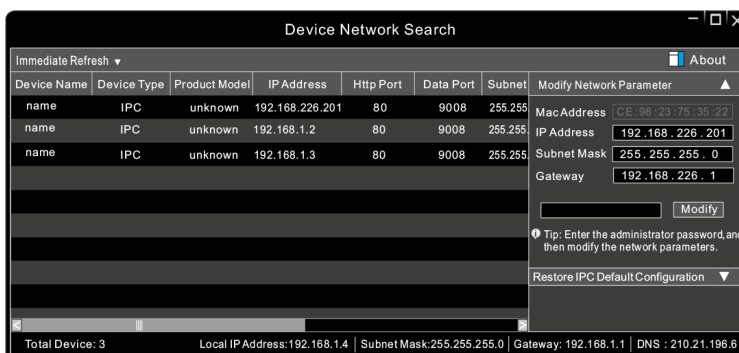 Device Network Search
Immediate Refresh ▼ About
Device Name Device Type Product Model IP Address Http Port Data Port Subnet
name IPC unknown 192.168.226.201 80 9008 255.255
name IPC unknown 192.168.1.2 80 9008 255.255.
name IPC unknown 192.168.1.3 80 9008 255.255.
Modify Network Parameter ▲
Mac Address CE:98:23:75:35:22
IP Address 192.168.226.201
Subnet Mask 255.255.255.0
Gateway 192.168.226.1
Modify
Tip: Enter the administrator password, and
then modify the network parameters.
Restore IPC Default Configuration ▼
Total Device: 3 Local IP Address:192.168.1.4 Subnet Mask:255.255.255.0 Gateway: 192.168.1.1 DNS : 210.21.196.6